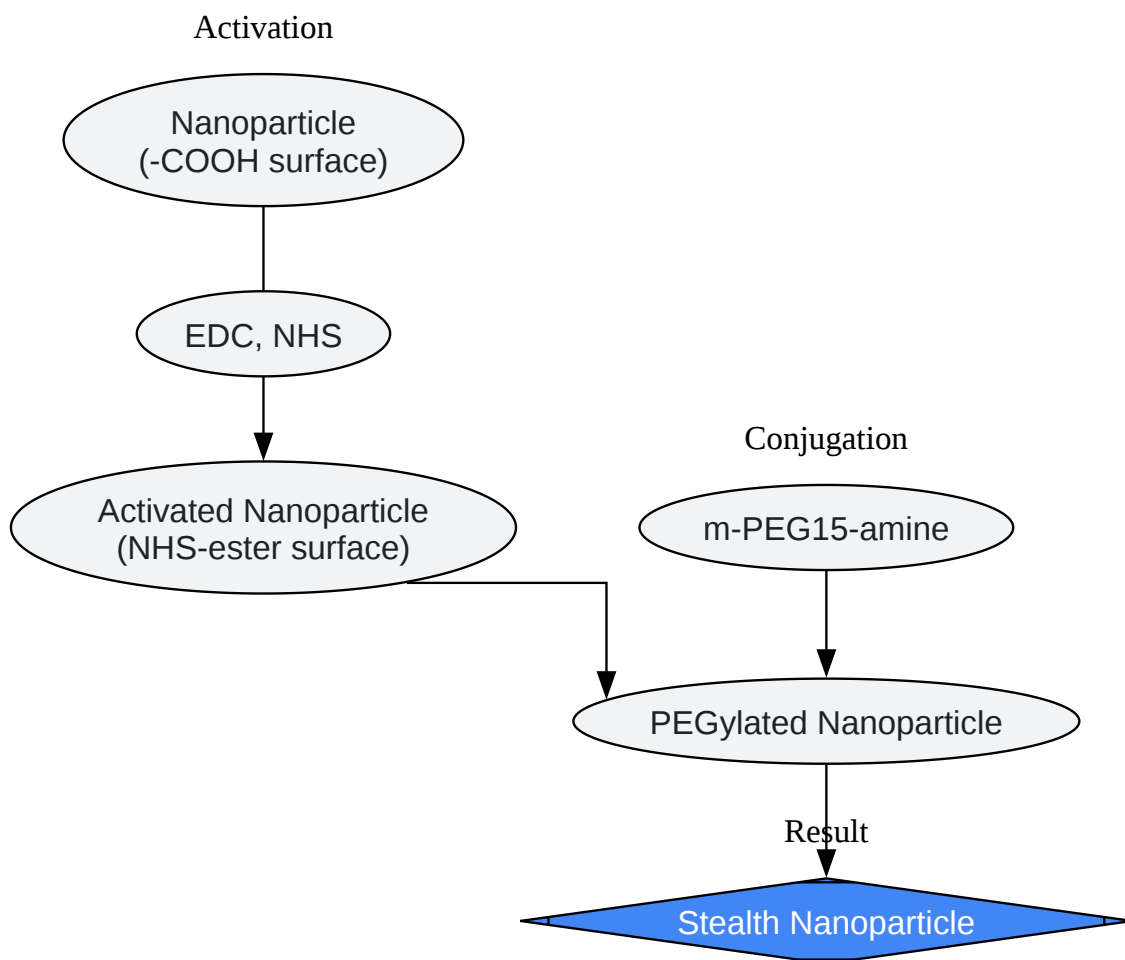 Activation
Nanoparticle
(-COOH surface)
EDC, NHS
Activated Nanoparticle
(NHS-ester surface)
Conjugation
m-PEG15-amine
PEGylated Nanoparticle
Result
Stealth Nanoparticle